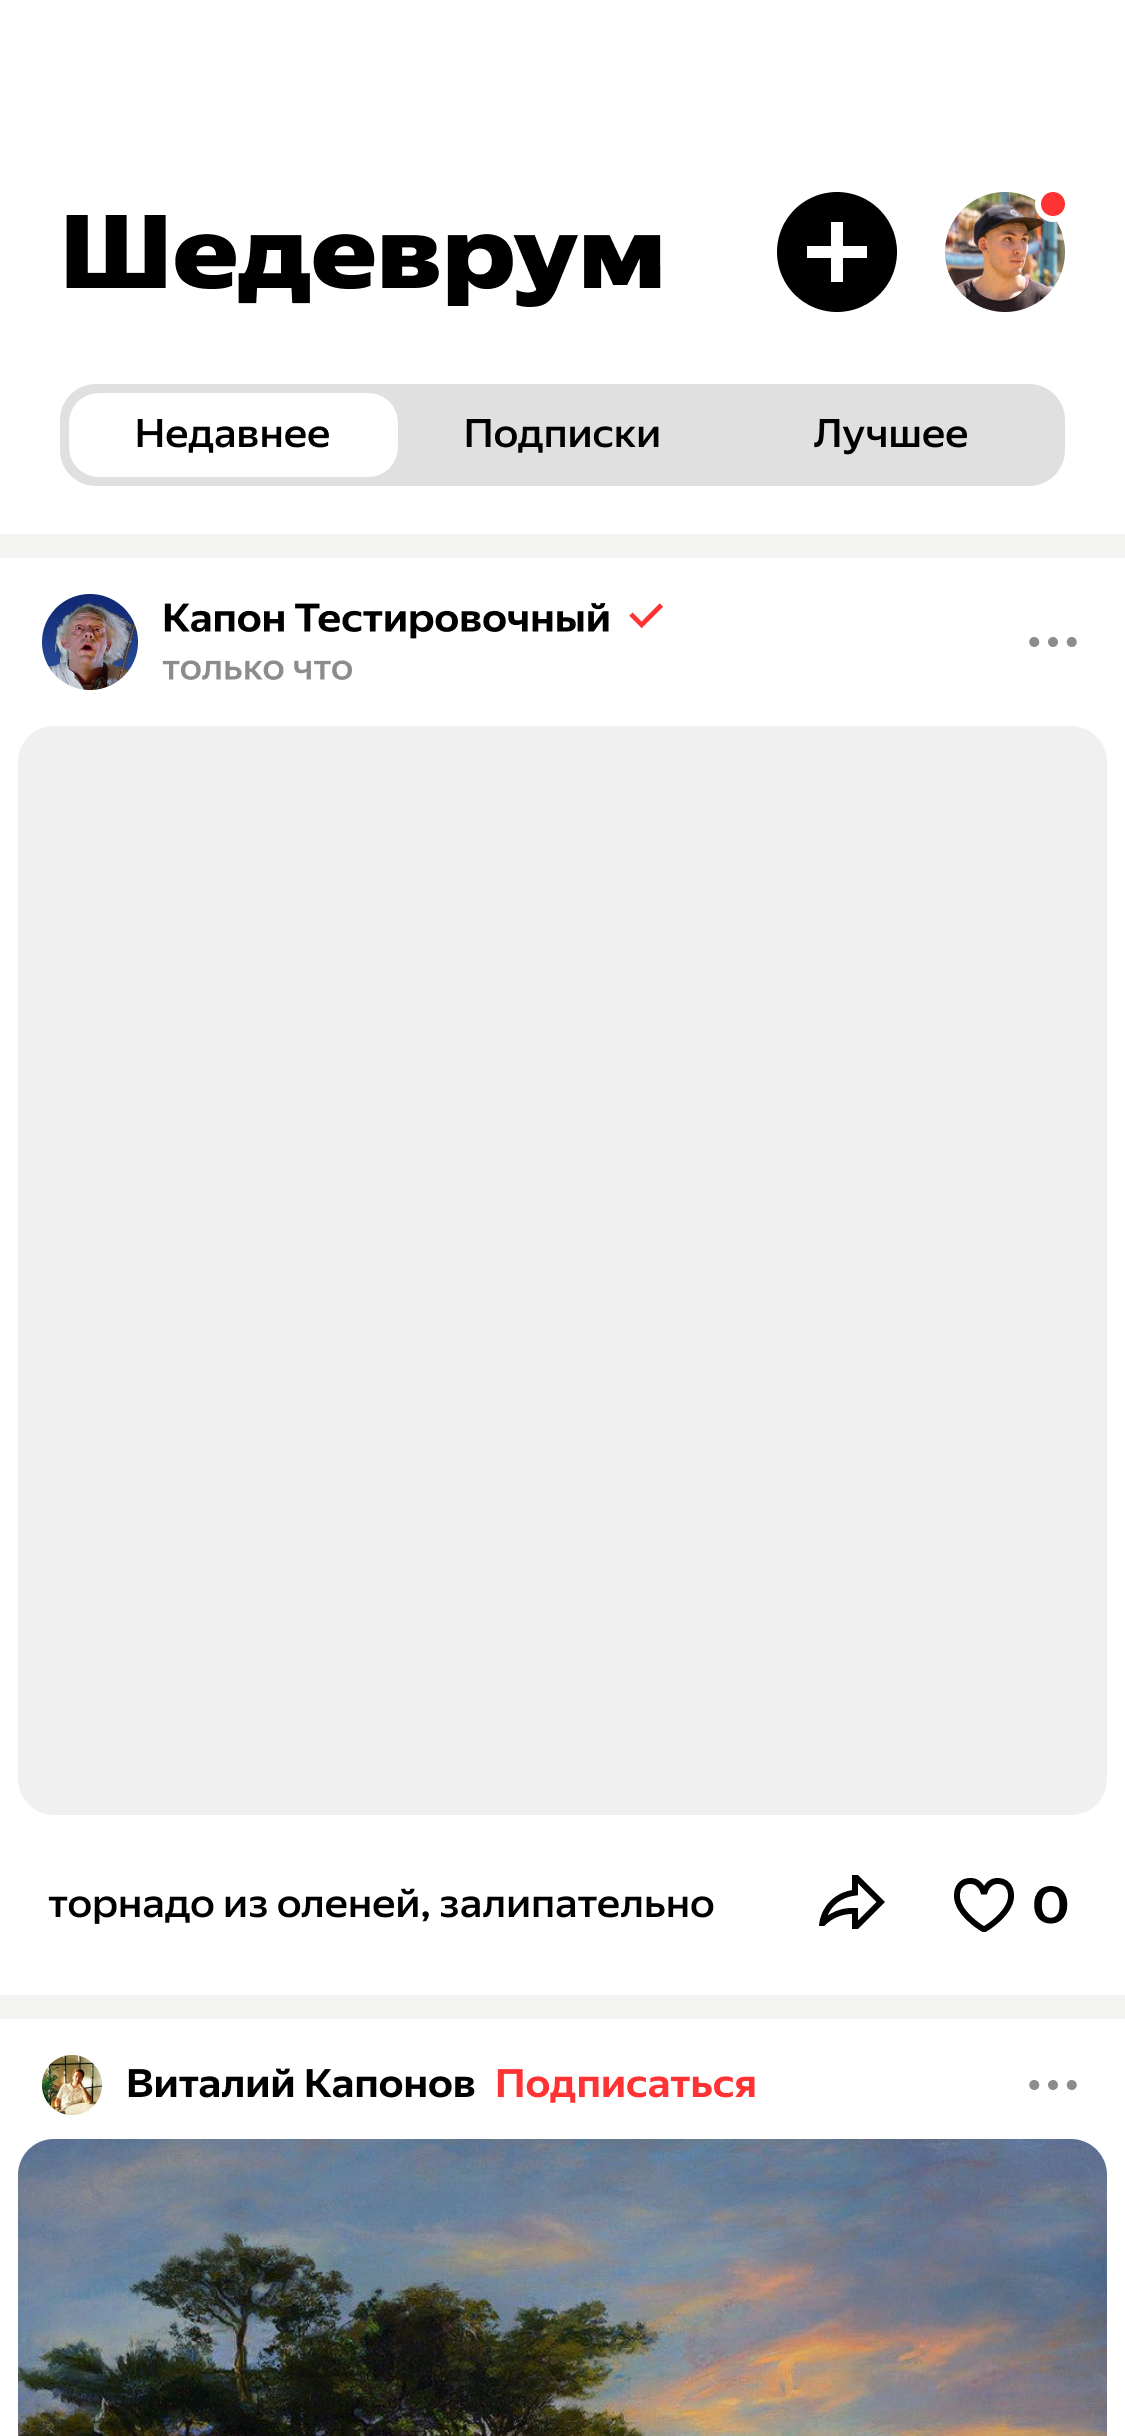 Шедеврум
Недавнее Подписки Лучшее
Капон Тестировочный
только что
торнадо из оленей, залипательно
0
Виталий Капонов Подписаться